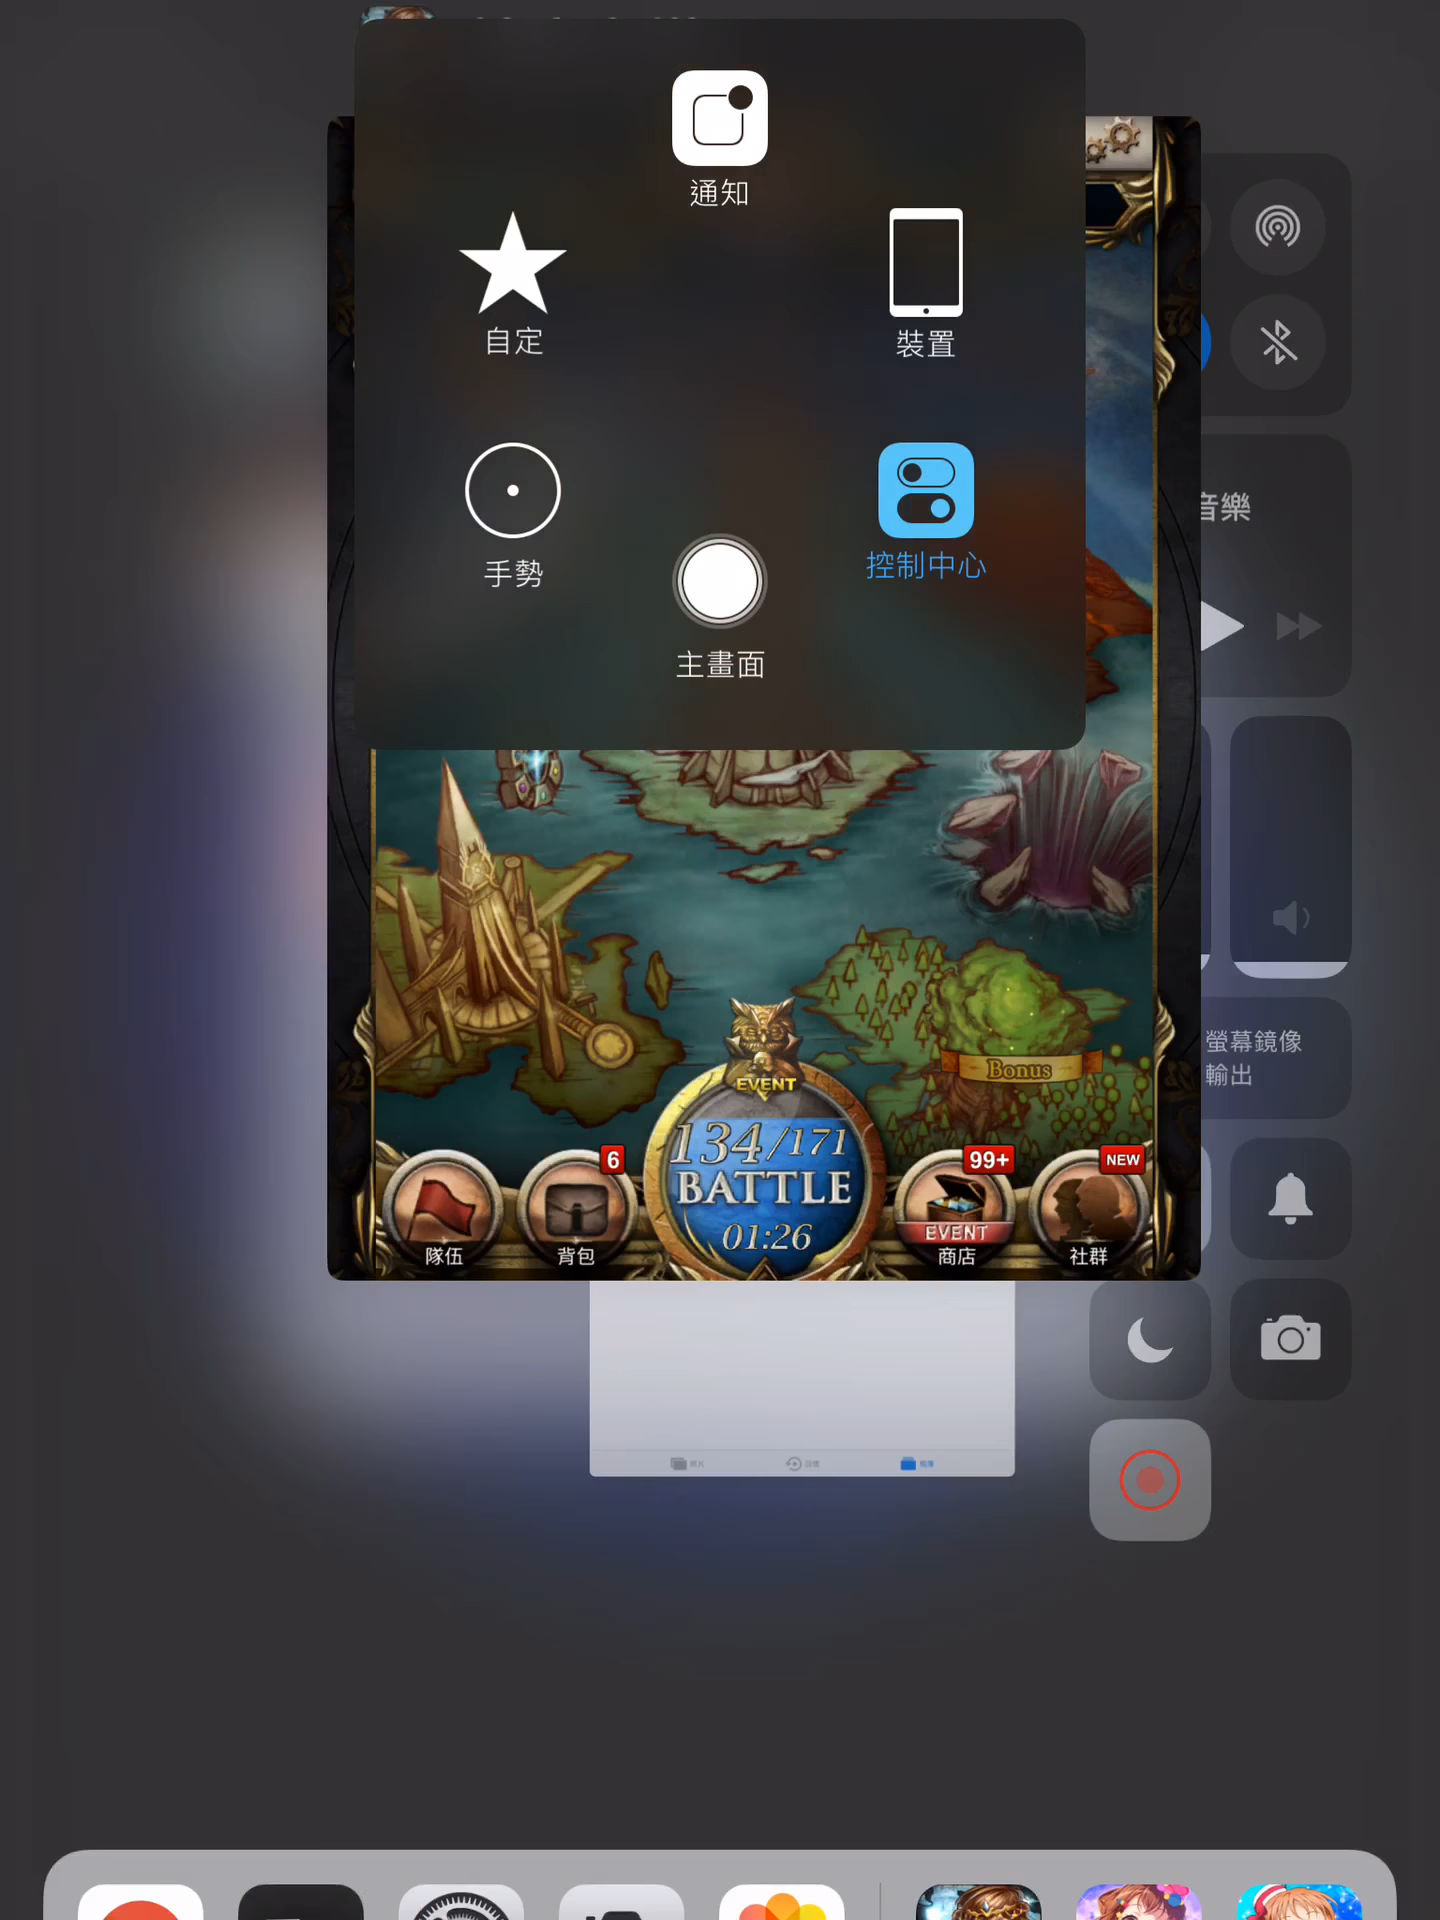 通知
自定
裝置
手勢
控制中心
主畫面
音樂
螢幕鏡像
輸出
Bonus
EVENT
134/171
BATTLE
01:26
6
99+
NEW
EVENT
隊伍
背包
商店
社群